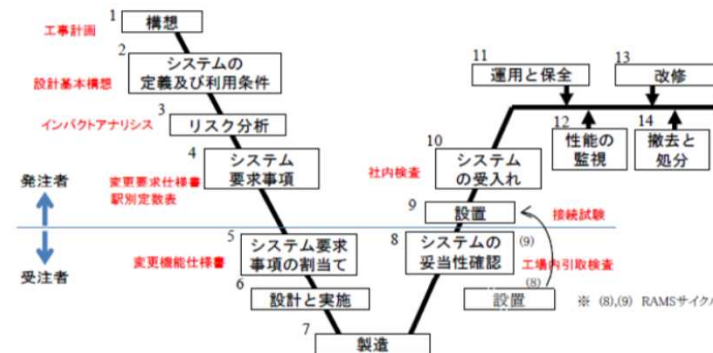 1 構想
工事計画
2 システムの
定義及び利用条件
設計基本構想
3 リスク分析
インパクトアナリシス
4 システム
要求事項
変更要求仕様書
駅別定数表
発注者
受注者
5 システム要求
事項の割当て
変更機能仕様書
6 設計と実施
7 製造
8 システムの
妥当性確認
(9)
工場内引取検査
(8)
設置
※ (8),(9) RAMSサイク
9 設置
接続試験
10 システム
の受入れ
社内検査
11 運用と保全
12 性能の
監視
13 改修
14 撤去と
処分